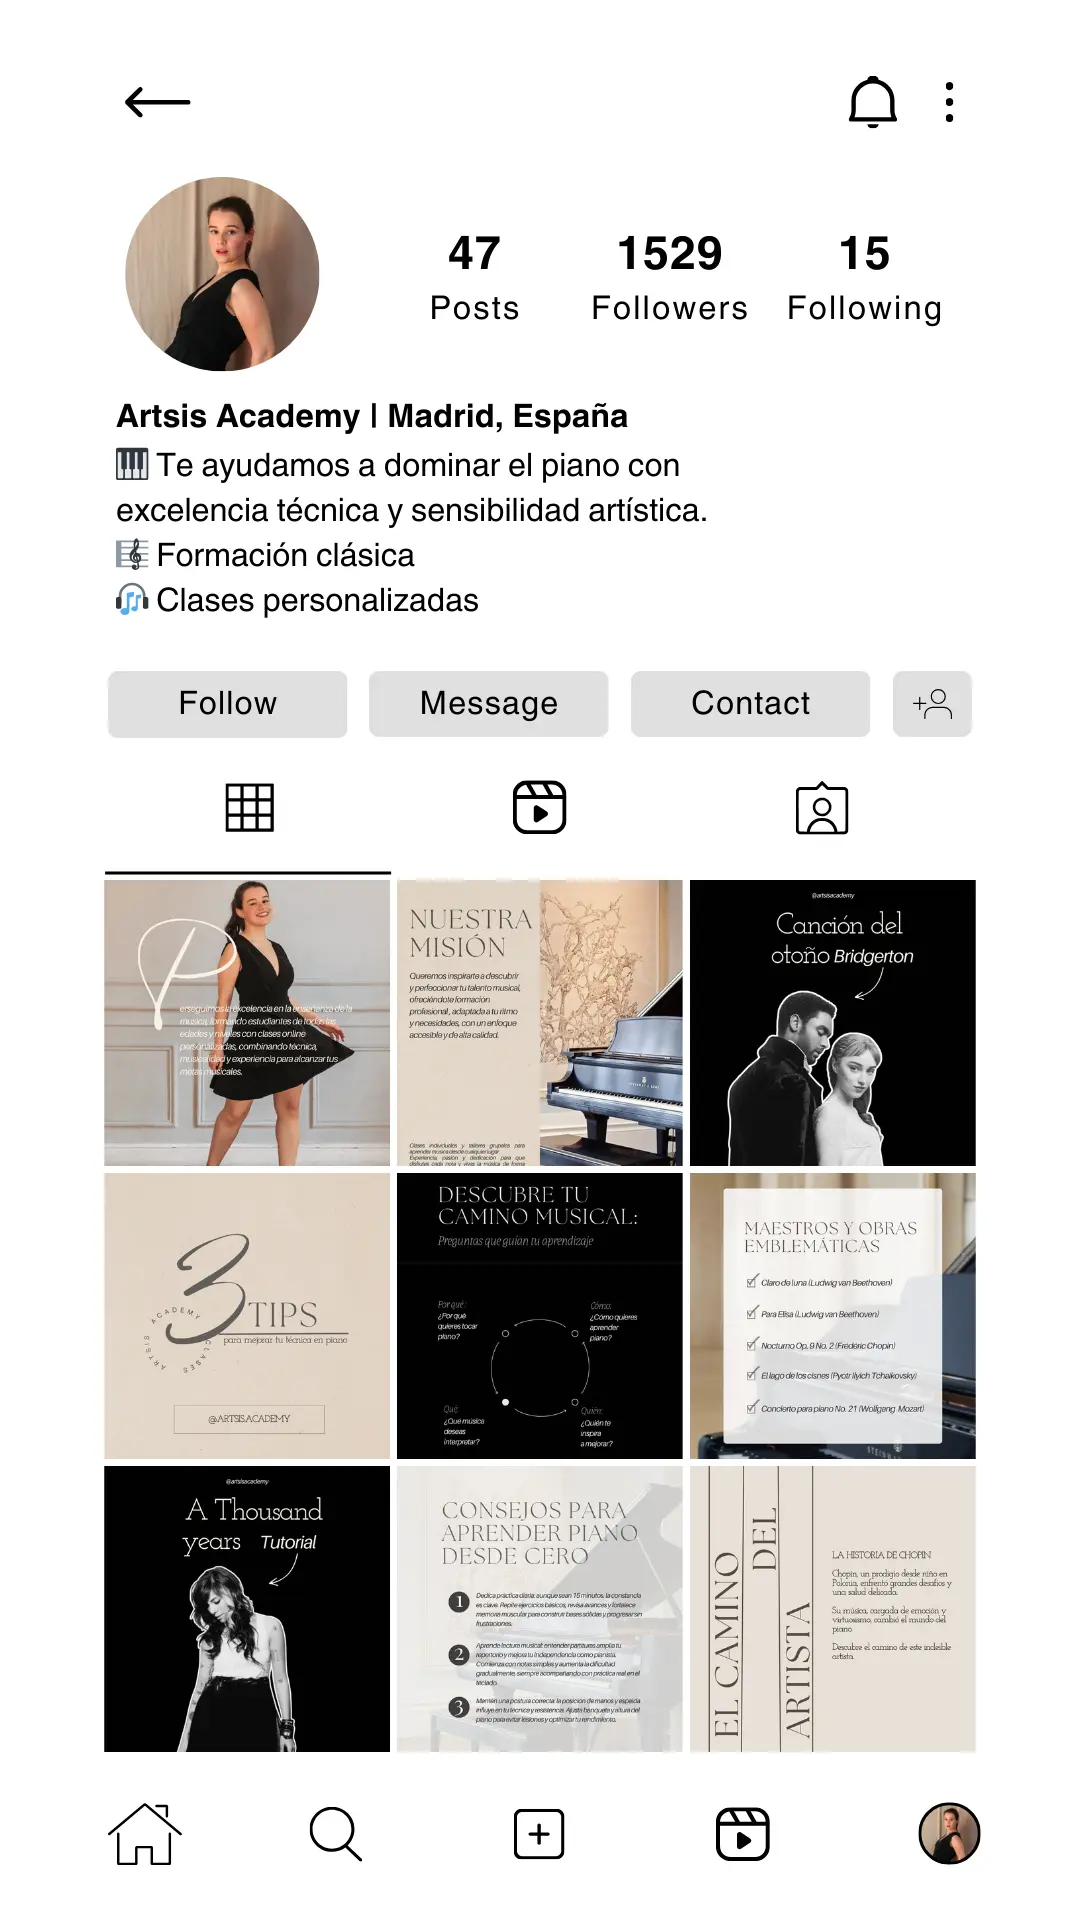 47
1529
15
Posts
Followers
Following
Artsis Academy | Madrid, España
Te ayudamos a dominar el piano con
excelencia técnica y sensibilidad artística.
Formación clásica
Clases personalizadas
Follow
Message
Contact
P
erseguimos la excelencia en la enseñanza de la
musica, formando estudiantes de todas las
edades y niveles con clases online
personalizadas, combinando técnica,
musicalidad y experiencia para alcanzar tus
metas musicales.
NUESTRA
MISIÓN
Queremos inspirarte a descubrir
y perfeccionar tu talento musical,
ofreciéndote formación
profesional, adaptada a tu ritmo
y necesidades, con un enfoque
accesible y de alta calidad.
Clases individuales y talleres grupales para
aprender musica desde cualquier lugar.
Experiencia, pasión y dedicación para que
disfrutes cada nota y vivas la música de forma
@artsisacademy
Canción del
otoño Bridgerton
3 TIPS
para mejorar tu técnica en piano
ARTSIS ACADEMY CLASES
@ARTSISACADEMY
DESCUBRE TU
CAMINO MUSICAL:
Preguntas que guían tu aprendizaje
Por qué:
¿Por qué
quieres tocar
piano?
Cómo:
¿Cómo quieres
aprender
piano?
Qué:
¿Qué música
deseas
interpretar?
Quién:
¿Quién te
inspira
a mejorar?
MAESTROS Y OBRAS
EMBLEMÁTICAS
Claro de luna (Ludwig van Beethoven)
Para Elisa (Ludwig van Beethoven)
Nocturno Op. 9 No. 2 (Frédéric Chopin)
El lago de los cisnes (Pyotr Ilyich Tchaikovsky)
Concierto para piano No. 21 (Wolfgang Mozart)
@artsisacademy
A Thousand
years Tutorial
CONSEJOS PARA
APRENDER PIANO
DESDE CERO
1
Dedica práctica diaria: aunque sean 15 minutos, la constancia
es clave. Repite ejercicios básicos, revisa avances y fortalece
memoria muscular para construir bases sólidas y progresar sin
frustraciones.
2
Aprende lectura musical: entender partituras amplía tu
repertorio y mejora tu independencia como pianista.
Comienza con notas simples y aumenta la dificultad
gradualmente, siempre acompañando con práctica real en el
teclado.
3
Mantén una postura correcta: la posición de manos y espalda
influye en tu técnica y resistencia. Ajusta banqueta y altura del
piano para evitar lesiones y optimizar tu rendimiento.
EL CAMINO
DEL
ARTISTA
LA HISTORIA DE CHOPIN
Chopin, un prodigio desde niño en
Polonia, enfrentó grandes desafíos y
una salud delicada.
Su música, cargada de emoción y
virtuosismo, cambió el mundo del
piano.
Descubre el camino de este increíble
artista.